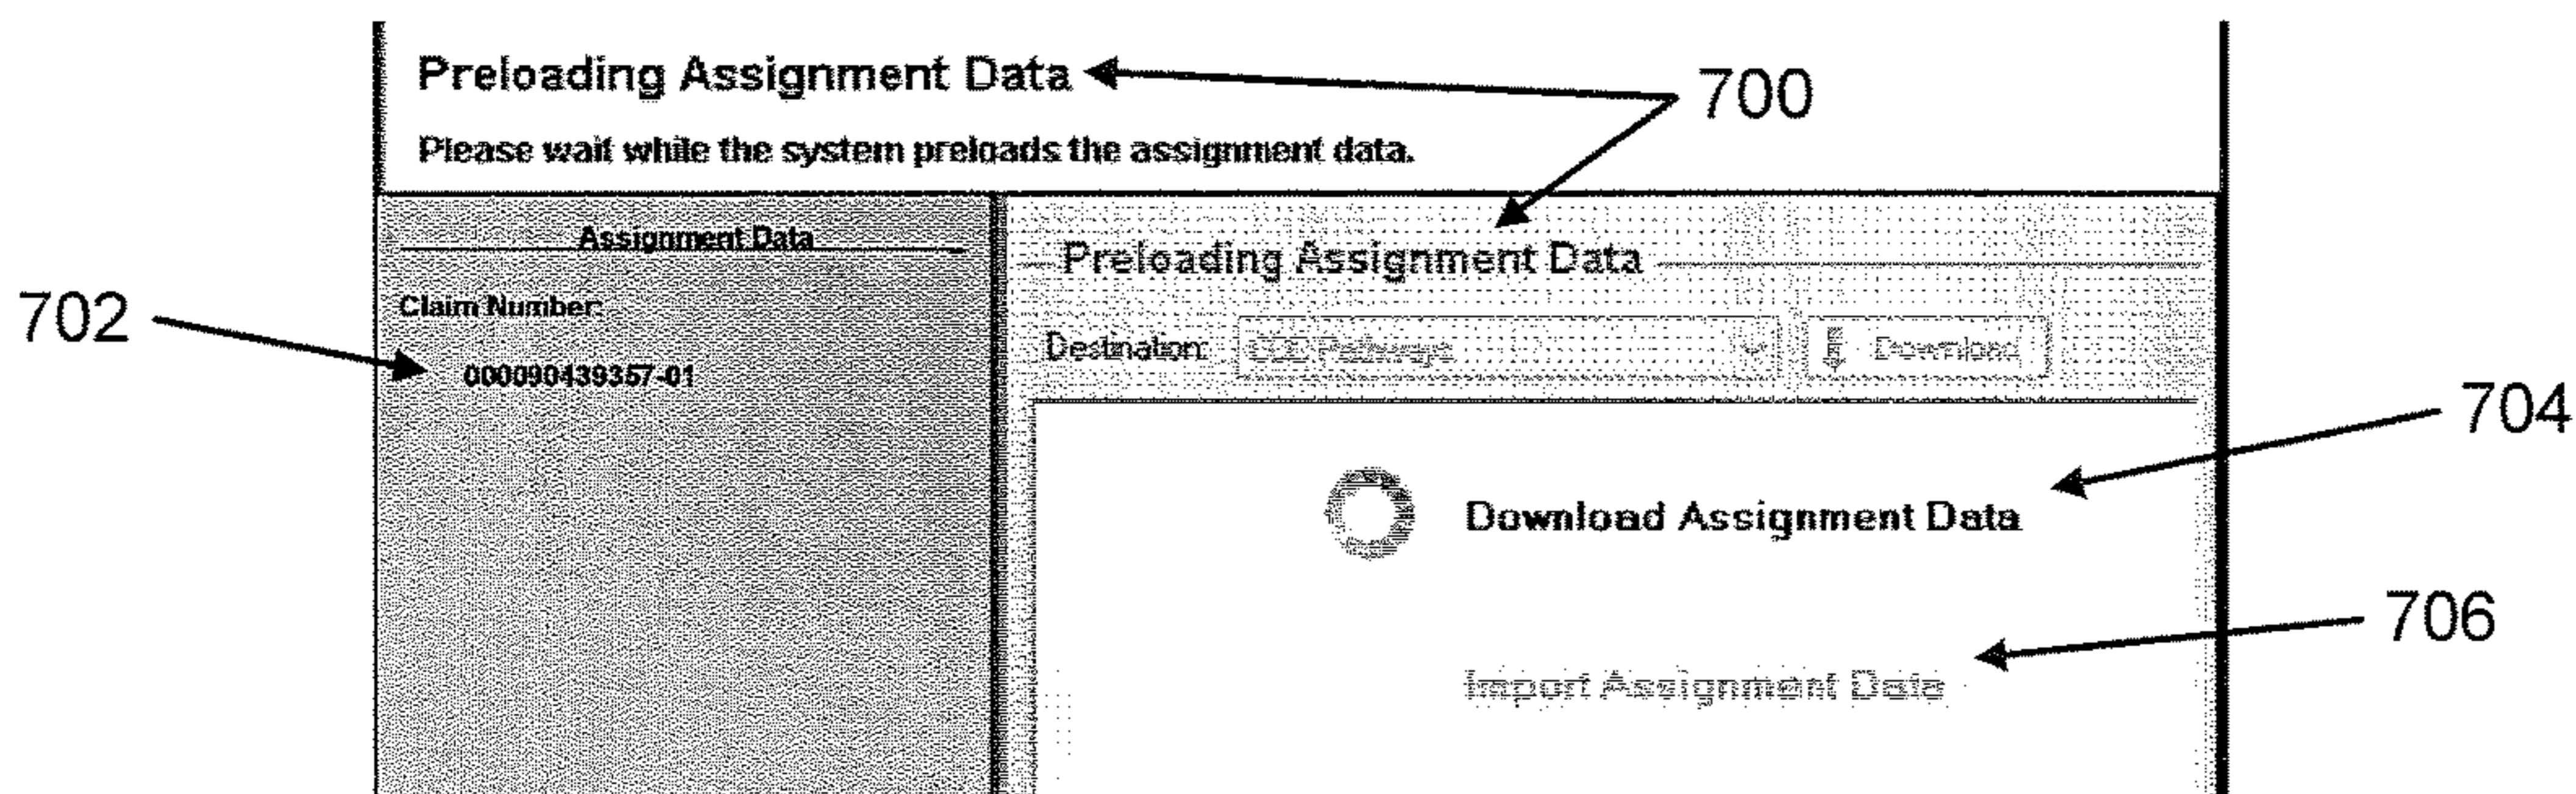 Preloading Assignment Data
700
Please wait while the system preloads the assignment data.
Assignment Data
Preloading Assignment Data
702
Claim Number:
000090439357-01
Destination:
Download
704
Download Assignment Data
706
Import Assignment Data